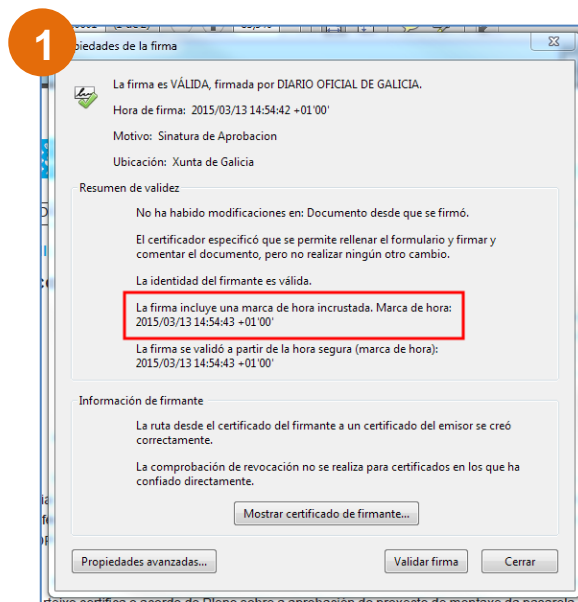 1
piedades de la firma
La firma es VÁLIDA, firmada por DIARIO OFICIAL DE GALICIA.
Hora de firma: 2015/03/13 14:54:42 +01'00'
Motivo: Sinatura de Aprobacion
Ubicación: Xunta de Galicia
Resumen de validez
No ha habido modificaciones en: Documento desde que se firmó.
El certificador especificó que se permite rellenar el formulario y firmar y
comentar el documento, pero no realizar ningún otro cambio.
La identidad del firmante es válida.
La firma incluye una marca de hora incrustada. Marca de hora:
2015/03/13 14:54:43 +01'00'
La firma se validó a partir de la hora segura (marca de hora):
2015/03/13 14:54:43 +01'00'
Información de firmante
La ruta desde el certificado del firmante a un certificado del emisor se creó
correctamente.
La comprobación de revocación no se realiza para certificados en los que ha
confiado directamente.
Mostrar certificado de firmante...
Propiedades avanzadas...
Validar firma
Cerrar